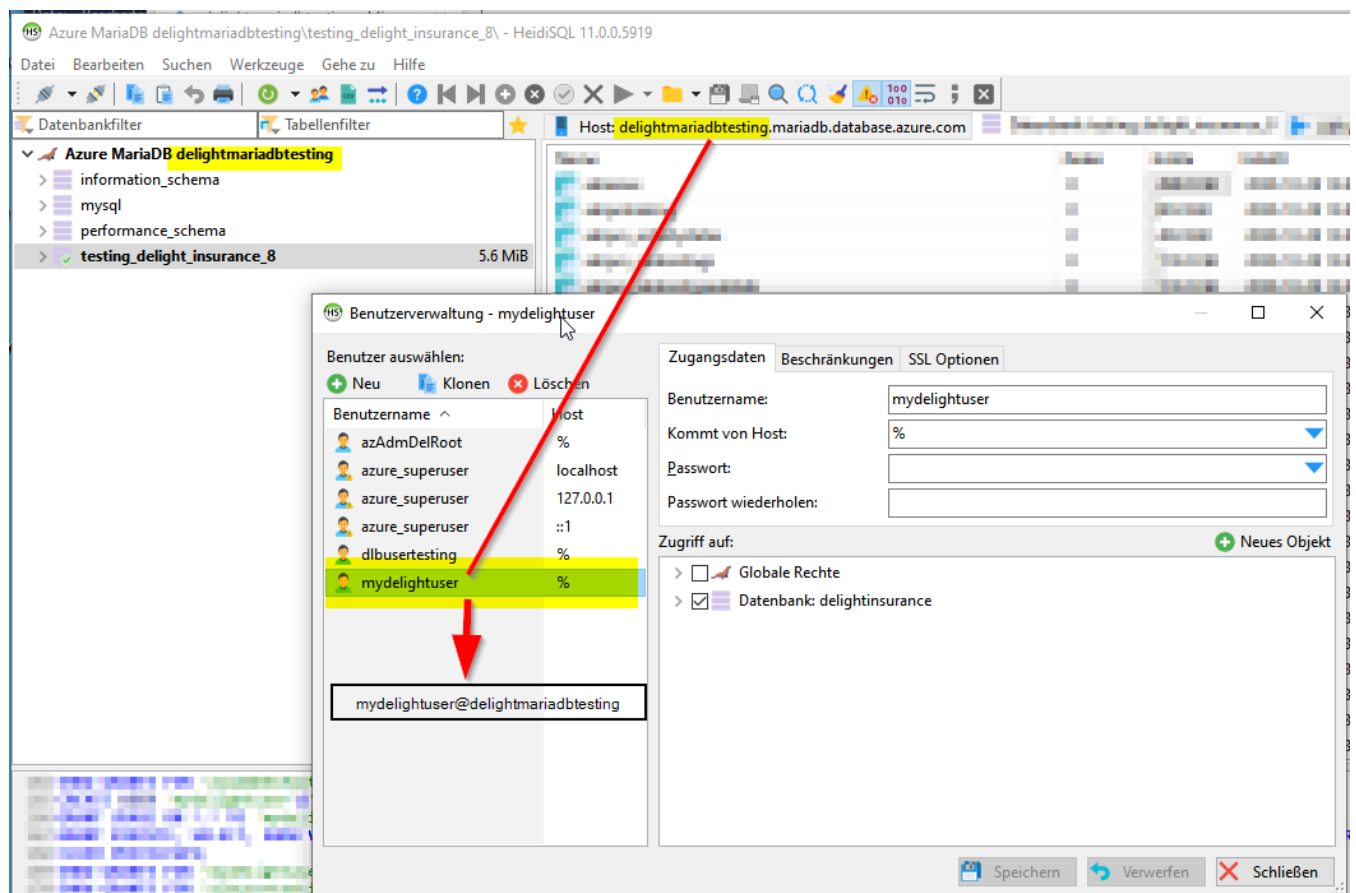 Azure MariaDB delightmariadbtesting\testing_delight_insurance_8\ - HeidiSQL 11.0.0.5919
Datei Bearbeiten Suchen Werkzeuge Gehe zu Hilfe
Datenbankfilter Tabellenfilter
Host: delightmariadbtesting.mariadb.database.azure.com
Azure MariaDB delightmariadbtesting
information_schema
mysql
performance_schema
testing_delight_insurance_8 5.6 MiB
Benutzerverwaltung - mydelightuser
Benutzer auswählen:
Neu Klonen Löschen
Benutzername Host
azAdmDelRoot %
azure_superuser localhost
azure_superuser 127.0.0.1
azure_superuser ::1
dlbusertesting %
mydelightuser %
mydelightuser@delightmariadbtesting
Zugangsdaten Beschränkungen SSL Optionen
Benutzername: mydelightuser
Kommt von Host: %
Passwort:
Passwort wiederholen:
Zugriff auf: Neues Objekt
Globale Rechte
Datenbank: delightinsurance
Speichern Verwerfen Schließen